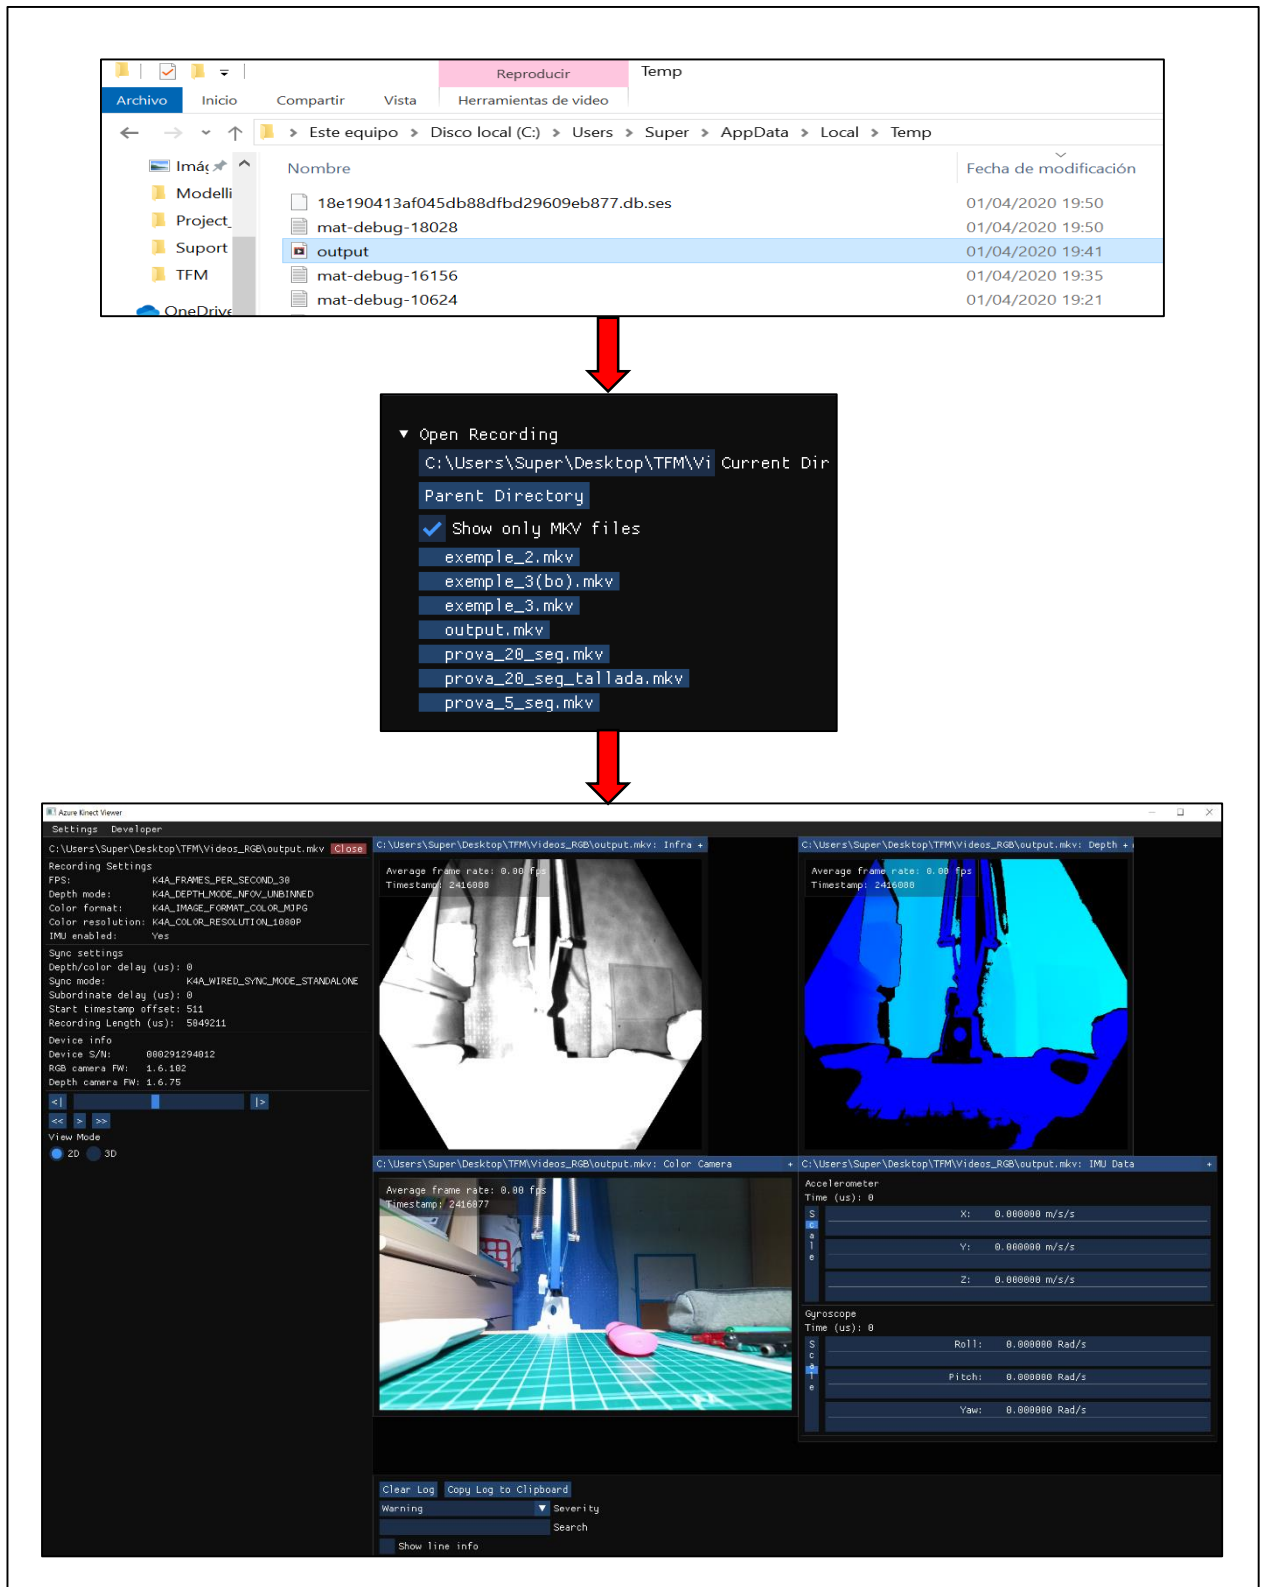 Reproducir Temp
Archivo Inicio Compartir Vista Herramientas de video
Este equipo > Disco local (C:) > Users > Super > AppData > Local > Temp
Nombre Fecha de modificación
Modelli
Project_
Suport
TFM
OneDrive
18e190413af045db88dfbd29609eb877.db.ses 01/04/2020 19:50
mat-debug-18028 01/04/2020 19:50
output 01/04/2020 19:41
mat-debug-16156 01/04/2020 19:35
mat-debug-10624 01/04/2020 19:21
Open Recording
C:\Users\Super\Desktop\TFM\Vi Current Dir
Parent Directory
Show only MKV files
exemple_2.mkv
exemple_3(bo).mkv
exemple_3.mkv
output.mkv
prova_20_seg.mkv
prova_20_seg_tallada.mkv
prova_5_seg.mkv
Azure Kinect Viewer
Settings Developer
C:\Users\Super\Desktop\TFM\Videos_RGB\output.mkv Close
Recording Settings
FPS: K4A_FRAMES_PER_SECOND_30
Depth mode: K4A_DEPTH_MODE_NFOV_UNBINNED
Color format: K4A_IMAGE_FORMAT_COLOR_MJPG
Color resolution: K4A_COLOR_RESOLUTION_1080P
IMU enabled: Yes
Sync settings
Depth/color delay (us): 0
Sync mode: K4A_WIRED_SYNC_MODE_STANDALONE
Subordinate delay (us): 0
Start timestamp offset: 511
Recording Length (us): 5049211
Device info
Device S/N: 000291294012
RGB camera FW: 1.6.102
Depth camera FW: 1.6.75
<| |>
<< > >>
View Mode
2D 3D
C:\Users\Super\Desktop\TFM\Videos_RGB\output.mkv: Infra +
Average frame rate: 0.00 fps
Timestamp: 2416000
C:\Users\Super\Desktop\TFM\Videos_RGB\output.mkv: Depth +
Average frame rate: 0.00 fps
Timestamp: 2416000
C:\Users\Super\Desktop\TFM\Videos_RGB\output.mkv: Color Camera +
Average frame rate: 0.00 fps
Timestamp: 2416077
C:\Users\Super\Desktop\TFM\Videos_RGB\output.mkv: IMU Data +
Accelerometer
Time (us): 0
Scale
X: 0.000000 m/s/s
Y: 0.000000 m/s/s
Z: 0.000000 m/s/s
Gyroscope
Time (us): 0
Scale
Roll: 0.000000 Rad/s
Pitch: 0.000000 Rad/s
Yaw: 0.000000 Rad/s
Clear Log Copy Log to Clipboard
Warning Severity
Search
Show line info